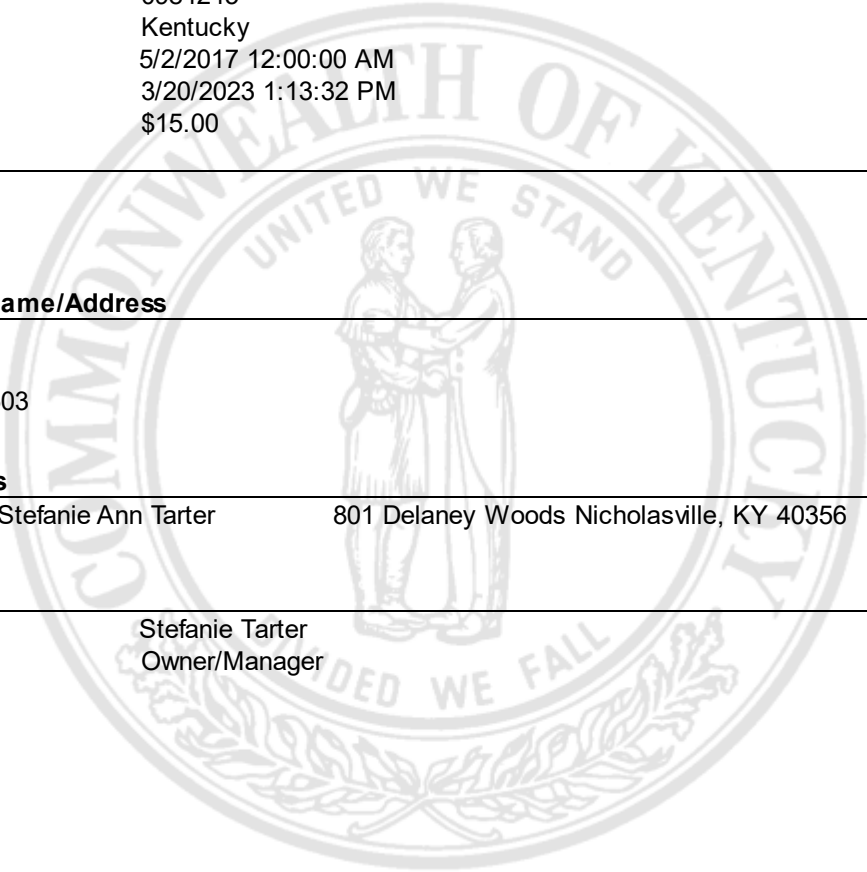 Kentucky
5/2/2017 12:00:00 AM
3/20/2023 1:13:32 PM
$15.00
COMMONWEALTH OF KENTUCKY
UNITED WE STAND
ame/Address
03
s
Stefanie Ann Tarter 801 Delaney Woods Nicholasville, KY 40356
Stefanie Tarter
Owner/Manager
DIVIDED WE FALL